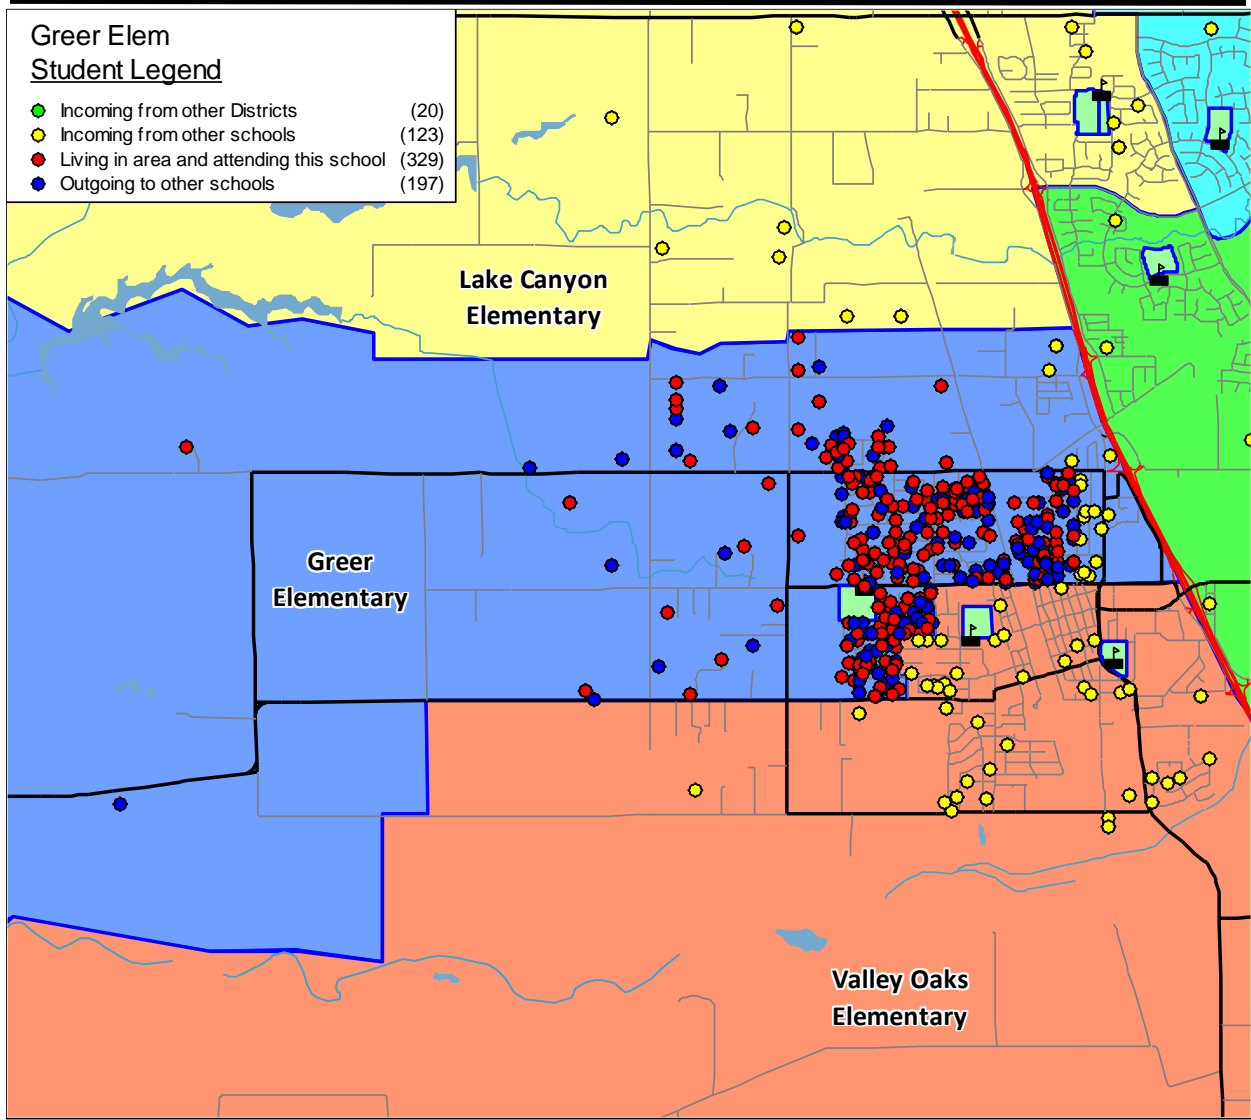 Greer Elem
Student Legend
Incoming from other Districts (20)
Incoming from other schools (123)
Living in area and attending this school (329)
Outgoing to other schools (197)
Lake Canyon
Elementary
Greer
Elementary
Valley Oaks
Elementary